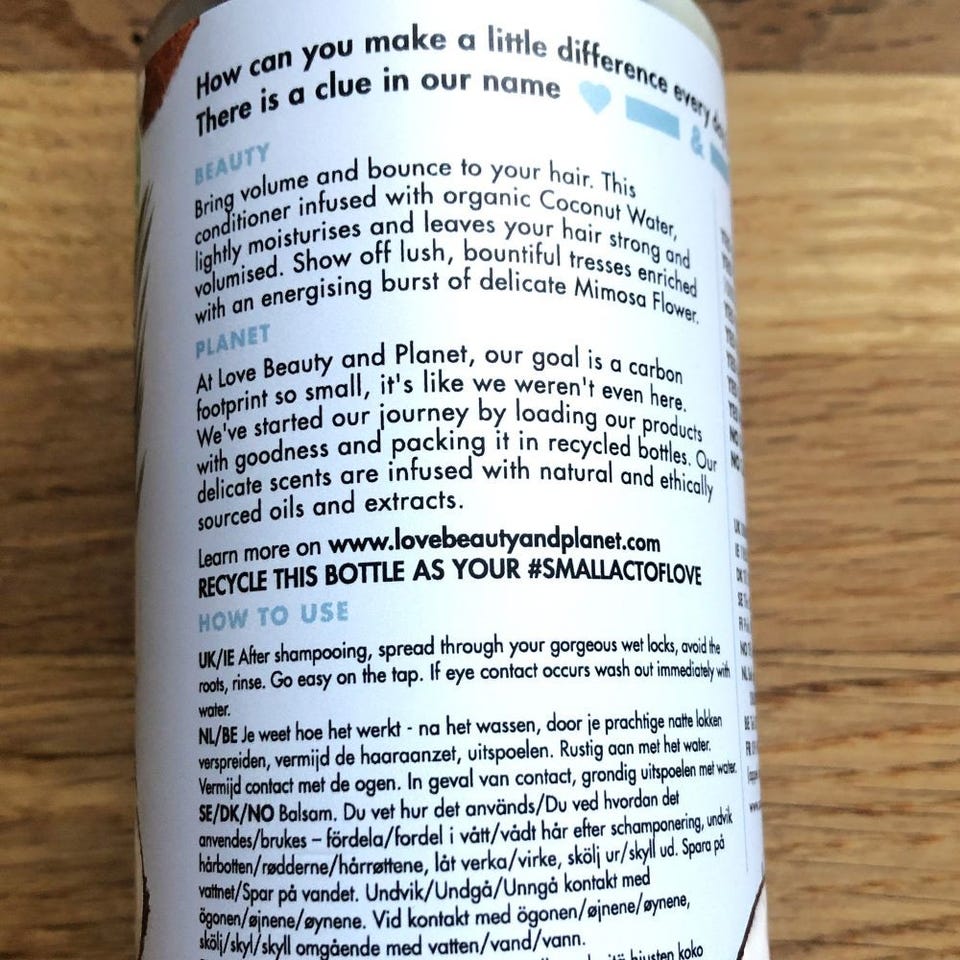 How can you make a little difference every
There is a clue in our name
&
BEAUTY
Bring volume and bounce to your hair. This
conditioner infused with organic Coconut Water,
lightly moisturises and leaves your hair strong and
volumised. Show off lush, bountiful tresses enriched
with an energising burst of delicate Mimosa Flower.
PLANET
At Love Beauty and Planet, our goal is a carbon
footprint so small, it's like we weren't even here.
We've started our journey by loading our products
with goodness and packing it in recycled bottles. Our
delicate scents are infused with natural and ethically
sourced oils and extracts.
Learn more on www.lovebeautyandplanet.com
RECYCLE THIS BOTTLE AS YOUR #SMALLACTOFLOVE
HOW TO USE
UK/IE After shampooing, spread through your gorgeous wet locks, avoid the
roots, rinse. Go easy on the tap. If eye contact occurs wash out immediately with
water.
NL/BE Je weet hoe het werkt - na het wassen, door je prachtige natte lokken
verspreiden, vermijd de haaraanzet, uitspoelen. Rustig aan met het water.
Vermijd contact met de ogen. In geval van contact, grondig uitspoelen met water.
SE/DK/NO Balsam. Du vet hur det används/Du ved hvordan det
anvendes/brukes – fördela/fordel i vått/vådt hår efter schamponering, undvik
hårbotten/rødderne/hårrøttene, låt verka/virke, skölj ur/skyll ud. Spara på
vattnet/Spar på vandet. Undvik/Undgå/Unngå kontakt med
ögonen/øjnene/øynene. Vid kontakt med ögonen/øjnene/øynene,
skölj/skyl/skyll omgående med vatten/vand/vann.
hiusten koko